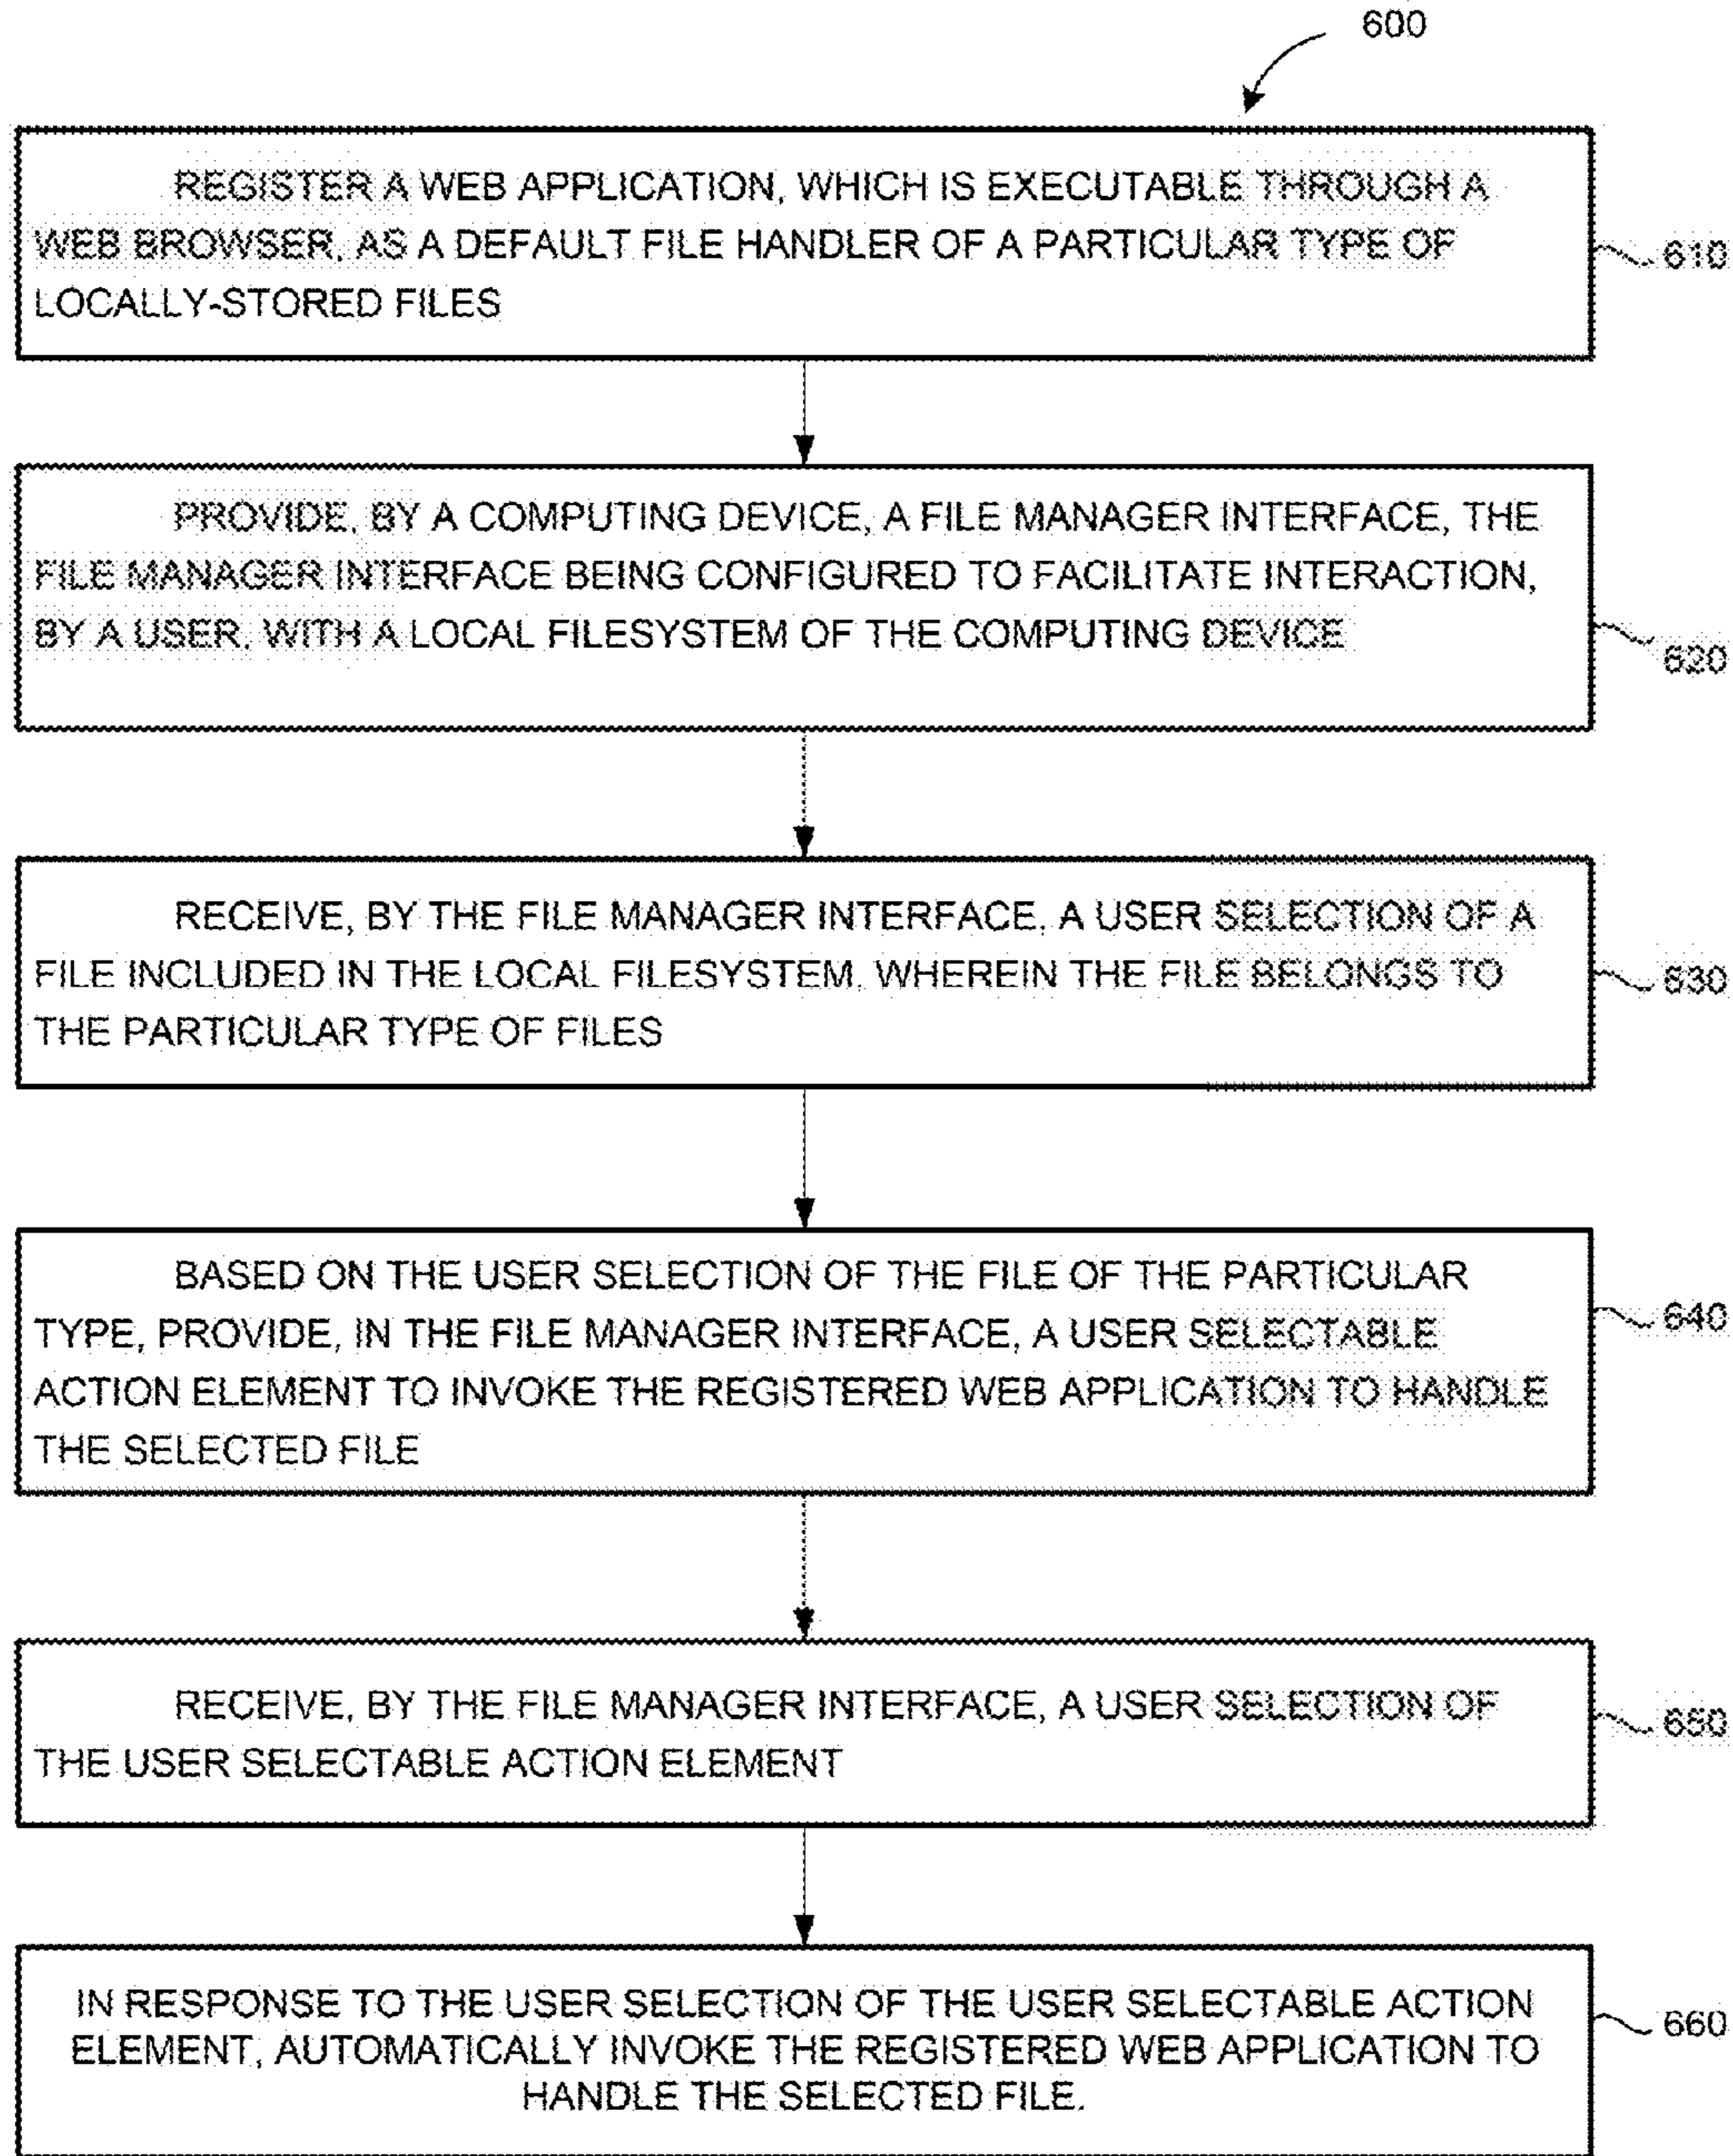 600
REGISTER A WEB APPLICATION, WHICH IS EXECUTABLE THROUGH A
WEB BROWSER, AS A DEFAULT FILE HANDLER OF A PARTICULAR TYPE OF
LOCALLY-STORED FILES
610
PROVIDE, BY A COMPUTING DEVICE, A FILE MANAGER INTERFACE, THE
FILE MANAGER INTERFACE BEING CONFIGURED TO FACILITATE INTERACTION,
BY A USER, WITH A LOCAL FILESYSTEM OF THE COMPUTING DEVICE
620
RECEIVE, BY THE FILE MANAGER INTERFACE, A USER SELECTION OF A
FILE INCLUDED IN THE LOCAL FILESYSTEM, WHEREIN THE FILE BELONGS TO
THE PARTICULAR TYPE OF FILES
630
BASED ON THE USER SELECTION OF THE FILE OF THE PARTICULAR
TYPE, PROVIDE, IN THE FILE MANAGER INTERFACE, A USER SELECTABLE
ACTION ELEMENT TO INVOKE THE REGISTERED WEB APPLICATION TO HANDLE
THE SELECTED FILE
640
RECEIVE, BY THE FILE MANAGER INTERFACE, A USER SELECTION OF
THE USER SELECTABLE ACTION ELEMENT
650
IN RESPONSE TO THE USER SELECTION OF THE USER SELECTABLE ACTION
ELEMENT, AUTOMATICALLY INVOKE THE REGISTERED WEB APPLICATION TO
HANDLE THE SELECTED FILE.
660